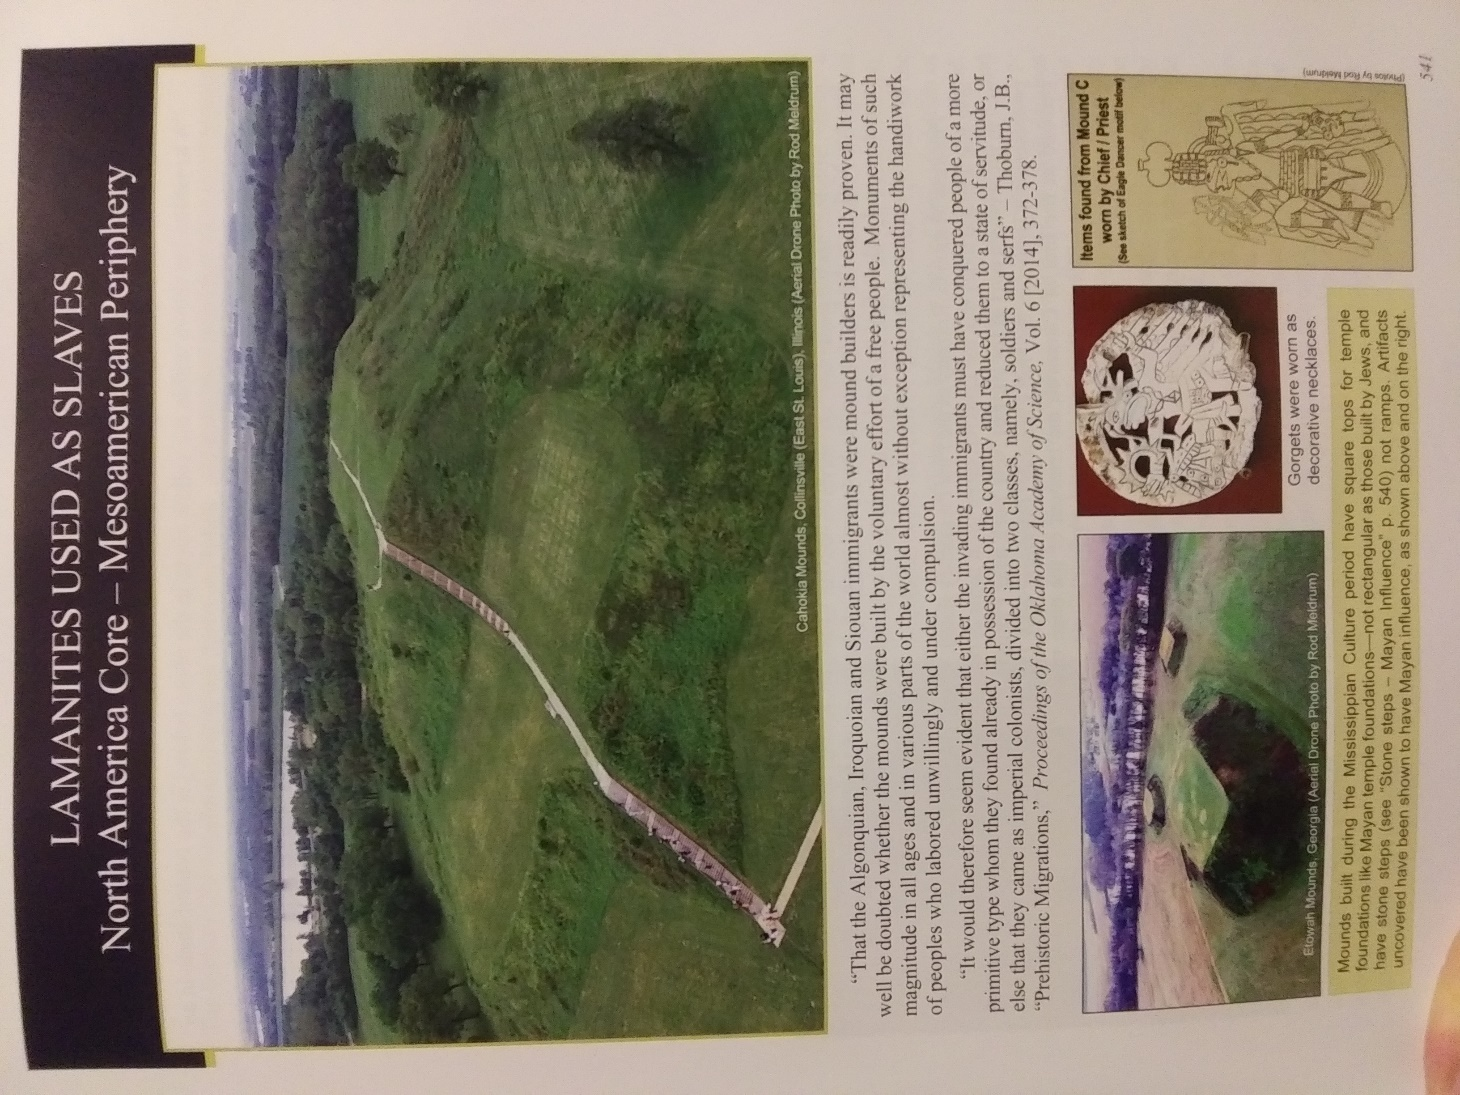 LAMANITES USED AS SLAVES
North America Core – Mesoamerican Periphery
Cahokia Mounds, Collinsville (East St. Louis), Illinois (Aerial Drone Photo by Rod Meldrum)
“That the Algonquian, Iroquoian and Siouan immigrants were mound builders is readily proven. It may
well be doubted whether the mounds were built by the voluntary effort of a free people. Monuments of such
magnitude in all ages and in various parts of the world almost without exception representing the handiwork
of peoples who labored unwillingly and under compulsion.
“It would therefore seem evident that either the invading immigrants must have conquered people of a more
primitive type whom they found already in possession of the country and reduced them to a state of servitude, or
else that they came as imperial colonists, divided into two classes, namely, soldiers and serfs” – Thoburn, J.B.,
“Prehistoric Migrations,” Proceedings of the Oklahoma Academy of Science, Vol. 6 [2014], 372-378.
Etowah Mounds, Georgia (Aerial Drone Photo by Rod Meldrum)
Gorgets were worn as
decorative necklaces.
Items found from Mound C
worn by Chief / Priest
(See sketch of Eagle Dancer motif below)
(Photos by Rod Meldrum)
Mounds built during the Mississippian Culture period have square tops for temple
foundations like Mayan temple foundations—not rectangular as those built by Jews, and
have stone steps (see “Stone steps – Mayan Influence” p. 540) not ramps. Artifacts
uncovered have been shown to have Mayan influence, as shown above and on the right.
541